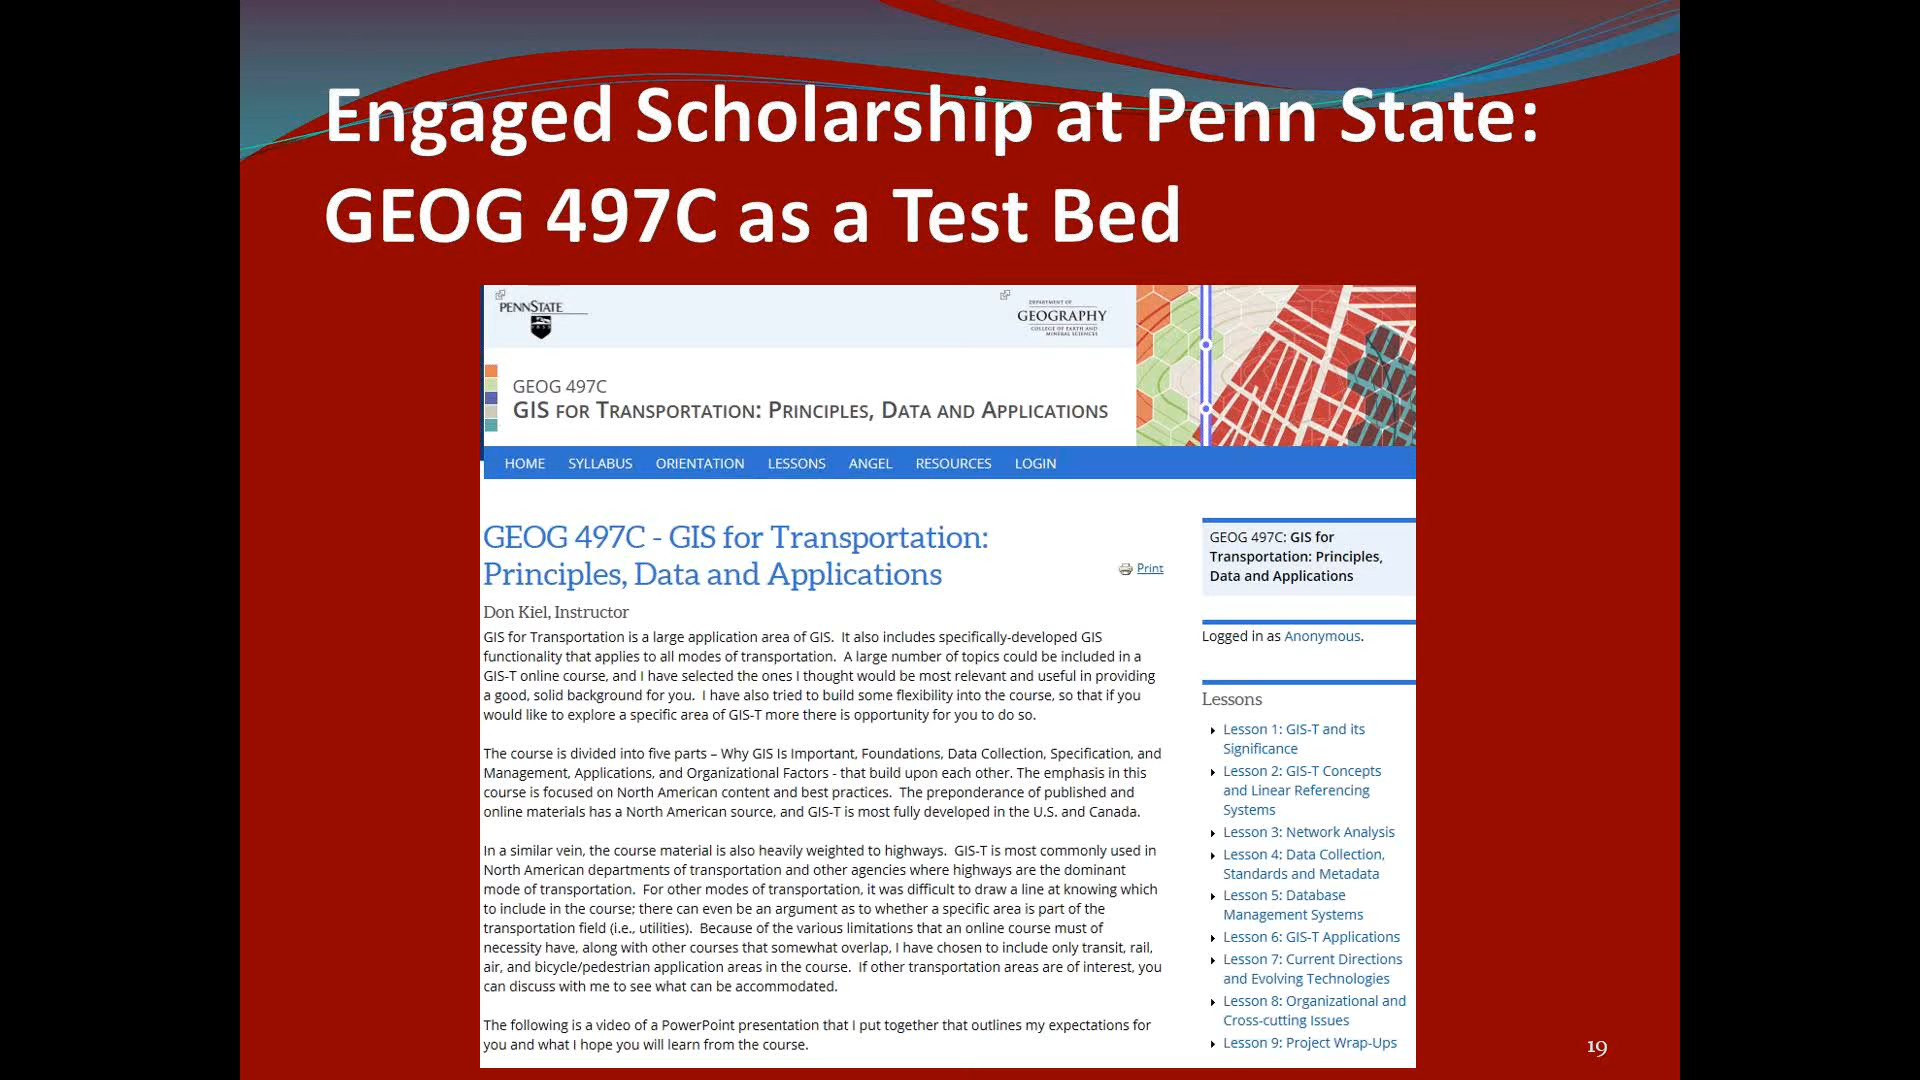 Engaged Scholarship at Penn State:
GEOG 497C as a Test Bed
PENNSTATE
1855
DEPARTMENT OF
GEOGRAPHY
COLLEGE OF EARTH AND
MINERAL SCIENCES
GEOG 497C
GIS FOR TRANSPORTATION: PRINCIPLES, DATA AND APPLICATIONS
HOME SYLLABUS ORIENTATION LESSONS ANGEL RESOURCES LOGIN
GEOG 497C - GIS for Transportation:
Principles, Data and Applications
Print
Don Kiel, Instructor
GIS for Transportation is a large application area of GIS. It also includes specifically-developed GIS
functionality that applies to all modes of transportation. A large number of topics could be included in a
GIS-T online course, and I have selected the ones I thought would be most relevant and useful in providing
a good, solid background for you. I have also tried to build some flexibility into the course, so that if you
would like to explore a specific area of GIS-T more there is opportunity for you to do so.
The course is divided into five parts – Why GIS Is Important, Foundations, Data Collection, Specification, and
Management, Applications, and Organizational Factors - that build upon each other. The emphasis in this
course is focused on North American content and best practices. The preponderance of published and
online materials has a North American source, and GIS-T is most fully developed in the U.S. and Canada.
In a similar vein, the course material is also heavily weighted to highways. GIS-T is most commonly used in
North American departments of transportation and other agencies where highways are the dominant
mode of transportation. For other modes of transportation, it was difficult to draw a line at knowing which
to include in the course; there can even be an argument as to whether a specific area is part of the
transportation field (i.e., utilities). Because of the various limitations that an online course must of
necessity have, along with other courses that somewhat overlap, I have chosen to include only transit, rail,
air, and bicycle/pedestrian application areas in the course. If other transportation areas are of interest, you
can discuss with me to see what can be accommodated.
The following is a video of a PowerPoint presentation that I put together that outlines my expectations for
you and what I hope you will learn from the course.
GEOG 497C: GIS for
Transportation: Principles,
Data and Applications
Logged in as Anonymous.
Lessons
Lesson 1: GIS-T and its
Significance
Lesson 2: GIS-T Concepts
and Linear Referencing
Systems
Lesson 3: Network Analysis
Lesson 4: Data Collection,
Standards and Metadata
Lesson 5: Database
Management Systems
Lesson 6: GIS-T Applications
Lesson 7: Current Directions
and Evolving Technologies
Lesson 8: Organizational and
Cross-cutting Issues
Lesson 9: Project Wrap-Ups
19